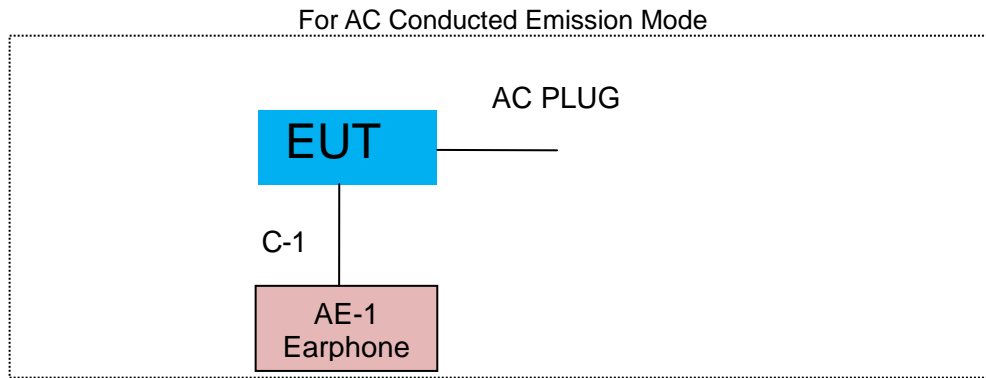 For AC Conducted Emission Mode
AC PLUG
EUT
C-1
AE-1
Earphone